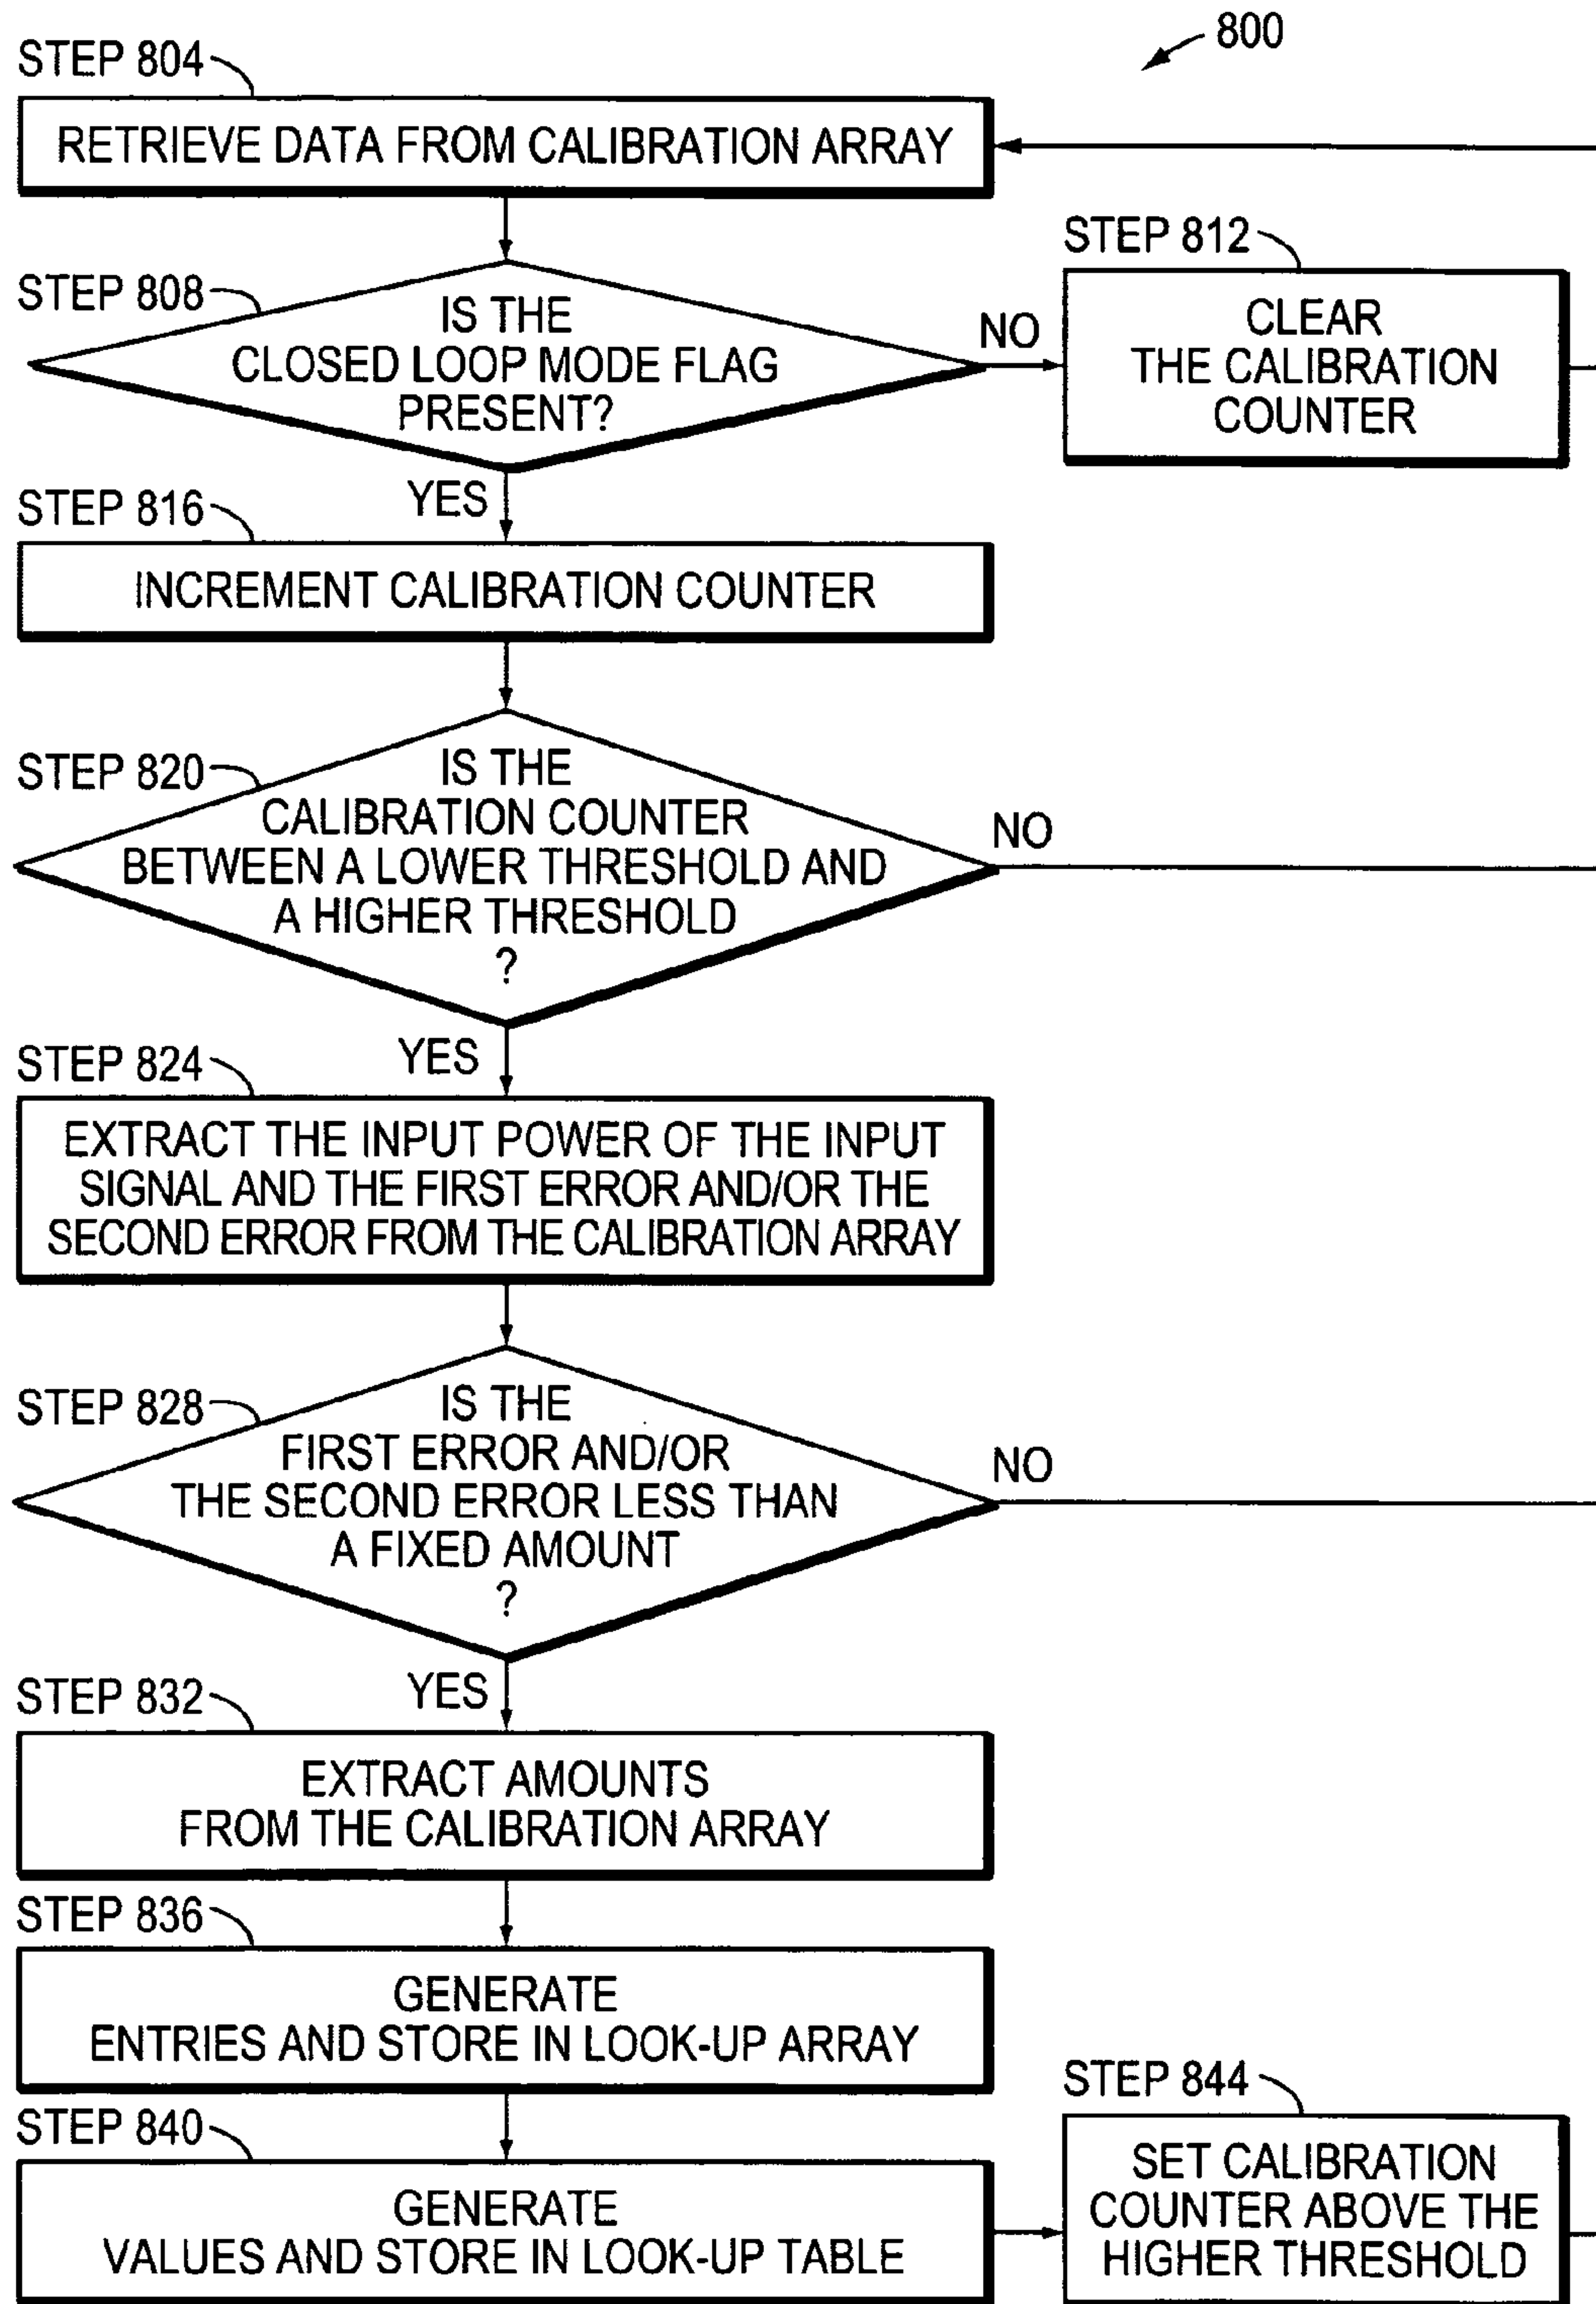 800
STEP 804
RETRIEVE DATA FROM CALIBRATION ARRAY
STEP 808
IS THE
CLOSED LOOP MODE FLAG
PRESENT?
NO
STEP 812
CLEAR
THE CALIBRATION
COUNTER
YES
STEP 816
INCREMENT CALIBRATION COUNTER
STEP 820
IS THE
CALIBRATION COUNTER
BETWEEN A LOWER THRESHOLD AND
A HIGHER THRESHOLD
?
NO
YES
STEP 824
EXTRACT THE INPUT POWER OF THE INPUT
SIGNAL AND THE FIRST ERROR AND/OR THE
SECOND ERROR FROM THE CALIBRATION ARRAY
STEP 828
IS THE
FIRST ERROR AND/OR
THE SECOND ERROR LESS THAN
A FIXED AMOUNT
?
NO
YES
STEP 832
EXTRACT AMOUNTS
FROM THE CALIBRATION ARRAY
STEP 836
GENERATE
ENTRIES AND STORE IN LOOK-UP ARRAY
STEP 840
GENERATE
VALUES AND STORE IN LOOK-UP TABLE
STEP 844
SET CALIBRATION
COUNTER ABOVE THE
HIGHER THRESHOLD